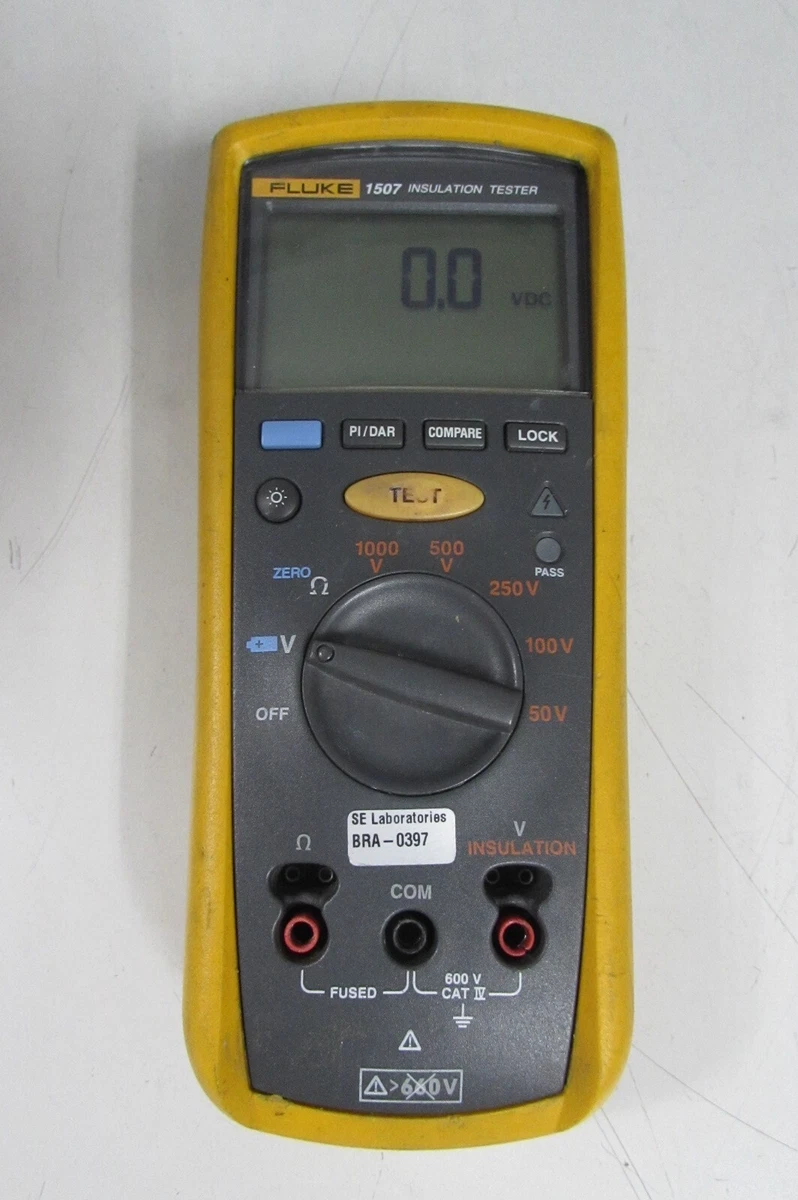 FLUKE 1507 INSULATION TESTER
0.0 VDC
PI/DAR COMPARE LOCK
TEST
PASS
1000 V
500 V
ZERO Ω
250 V
V
100 V
OFF
50 V
SE Laboratories
BRA-0397
Ω
V
INSULATION
COM
FUSED
600 V
CAT IV
>660 V